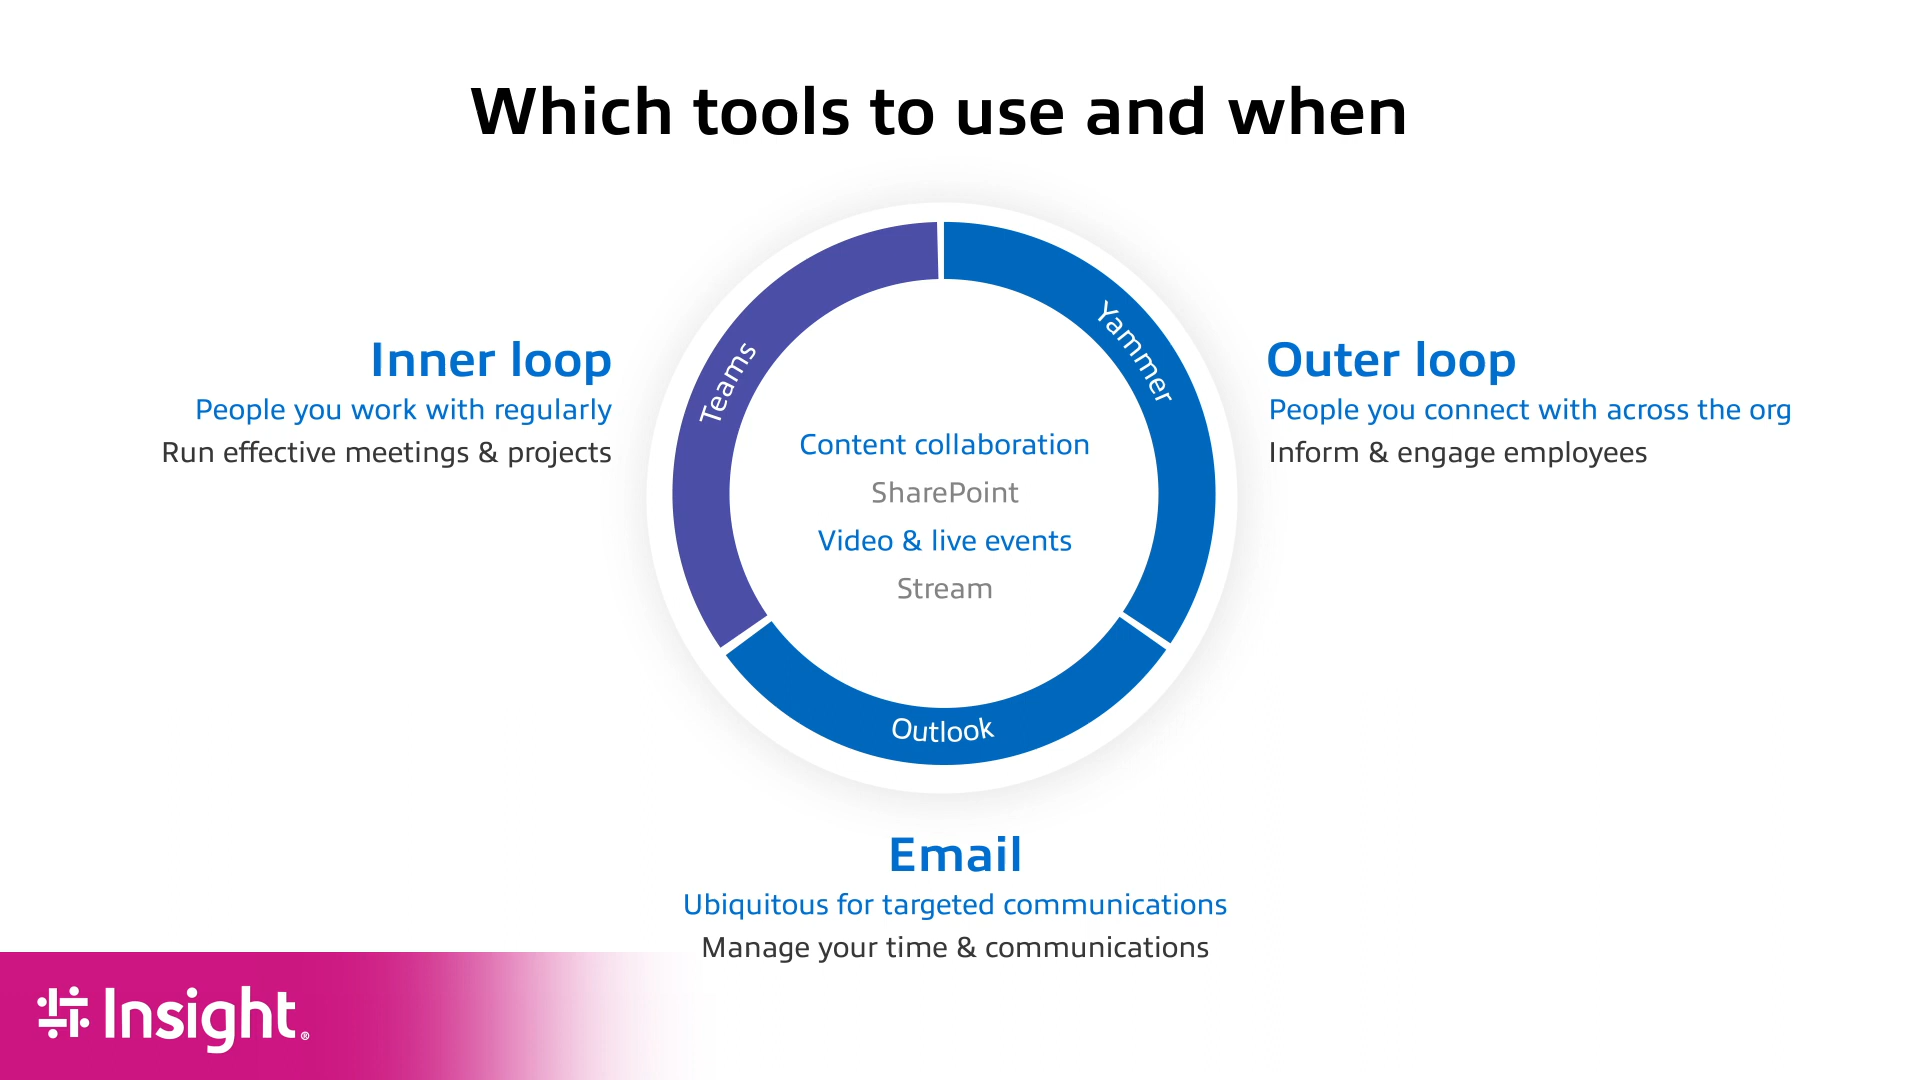 Which tools to use and when
Inner loop
People you work with regularly
Run effective meetings & projects
Teams
Yammer
Content collaboration
SharePoint
Video & live events
Stream
Outlook
Outer loop
People you connect with across the org
Inform & engage employees
Email
Ubiquitous for targeted communications
Manage your time & communications
Insight®